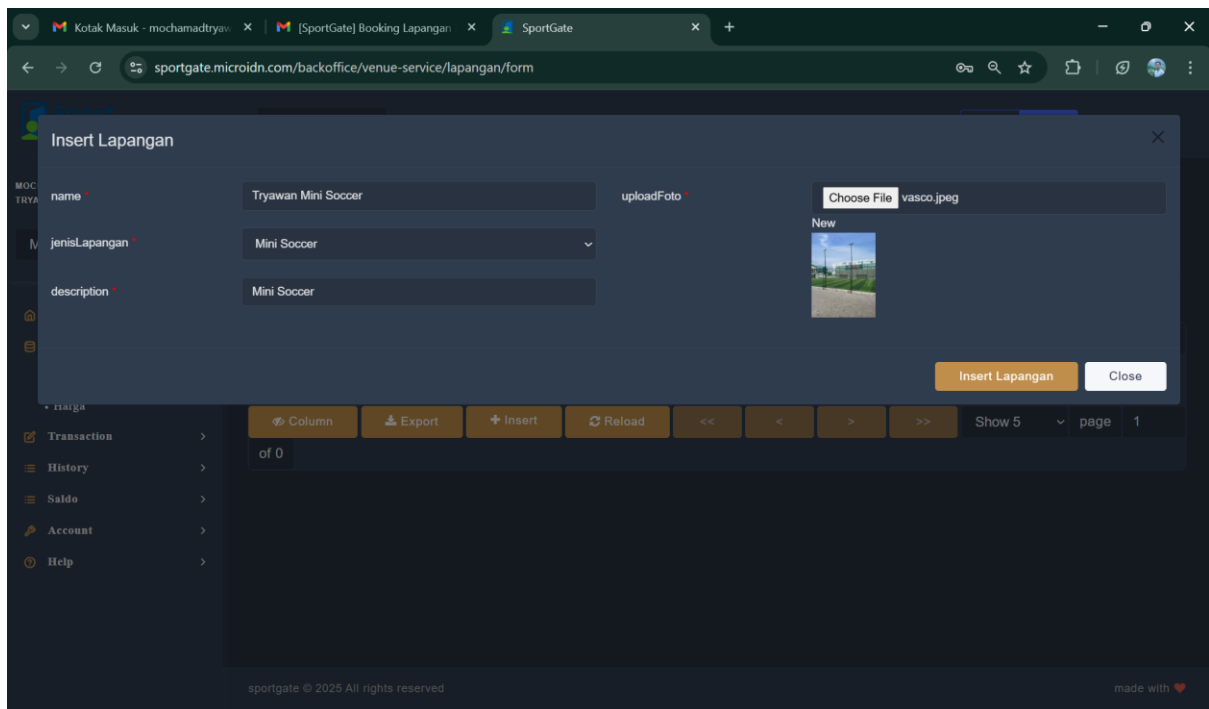 Kotak Masuk - mochamadtryaw
[SportGate] Booking Lapangan
SportGate
sportgate.microidn.com/backoffice/venue-service/lapangan/form
Insert Lapangan
MOC
TRYA
name *
Tryawan Mini Soccer
uploadFoto *
Choose File vasco.jpeg
New
M
jenisLapangan *
Mini Soccer
description *
Mini Soccer
Insert Lapangan
Close
• Harga
Column
Export
+ Insert
Reload
<<
<
>
>>
Show 5
page
1
of 0
Transaction
History
Saldo
Account
Help
sportgate © 2025 All rights reserved
made with